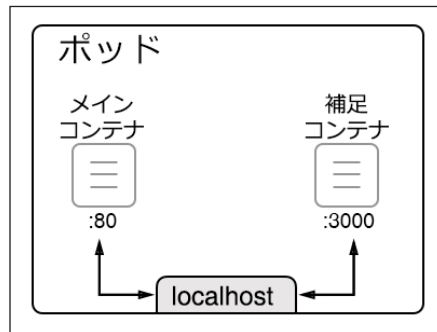 ポッド
メイン
コンテナ
補足
コンテナ
:80
:3000
localhost